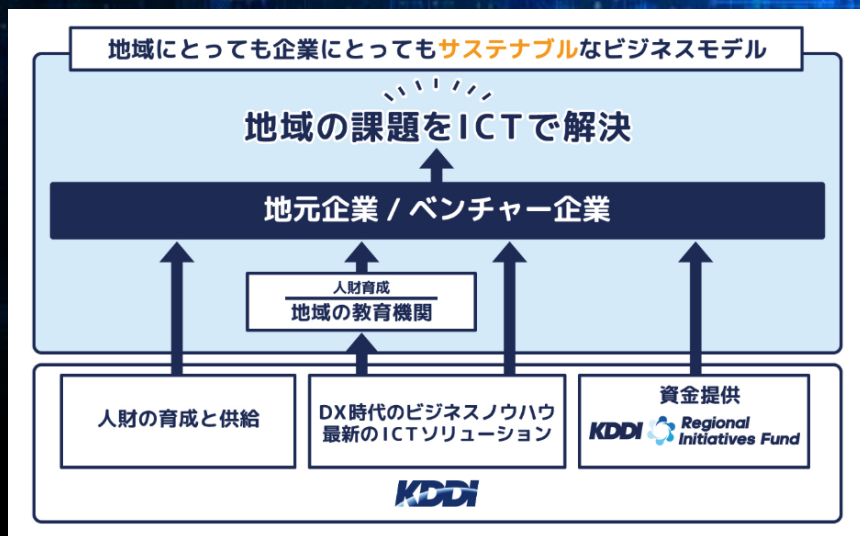 地域にとっても企業にとってもサステナブルなビジネスモデル
地域の課題をICTで解決
地元企業 / ベンチャー企業
人財育成
地域の教育機関
人財の育成と供給
DX時代のビジネスノウハウ
最新のICTソリューション
資金提供
KDDI Regional
Initiatives Fund
KDDI